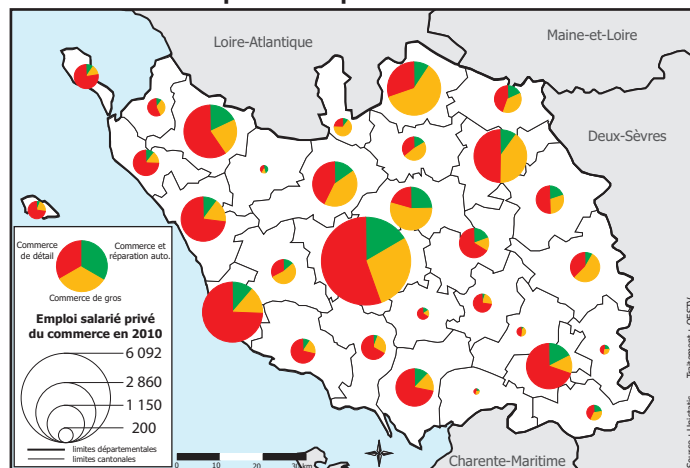 Loire-Atlantique
Maine-et-Loire
Deux-Sèvres
Commerce de détail
Commerce et réparation auto.
Commerce de gros
Emploi salarié privé
du commerce en 2010
6 092
2 860
1 150
200
limites départementales
limites cantonales
0 10 20 30 km
Charente-Maritime